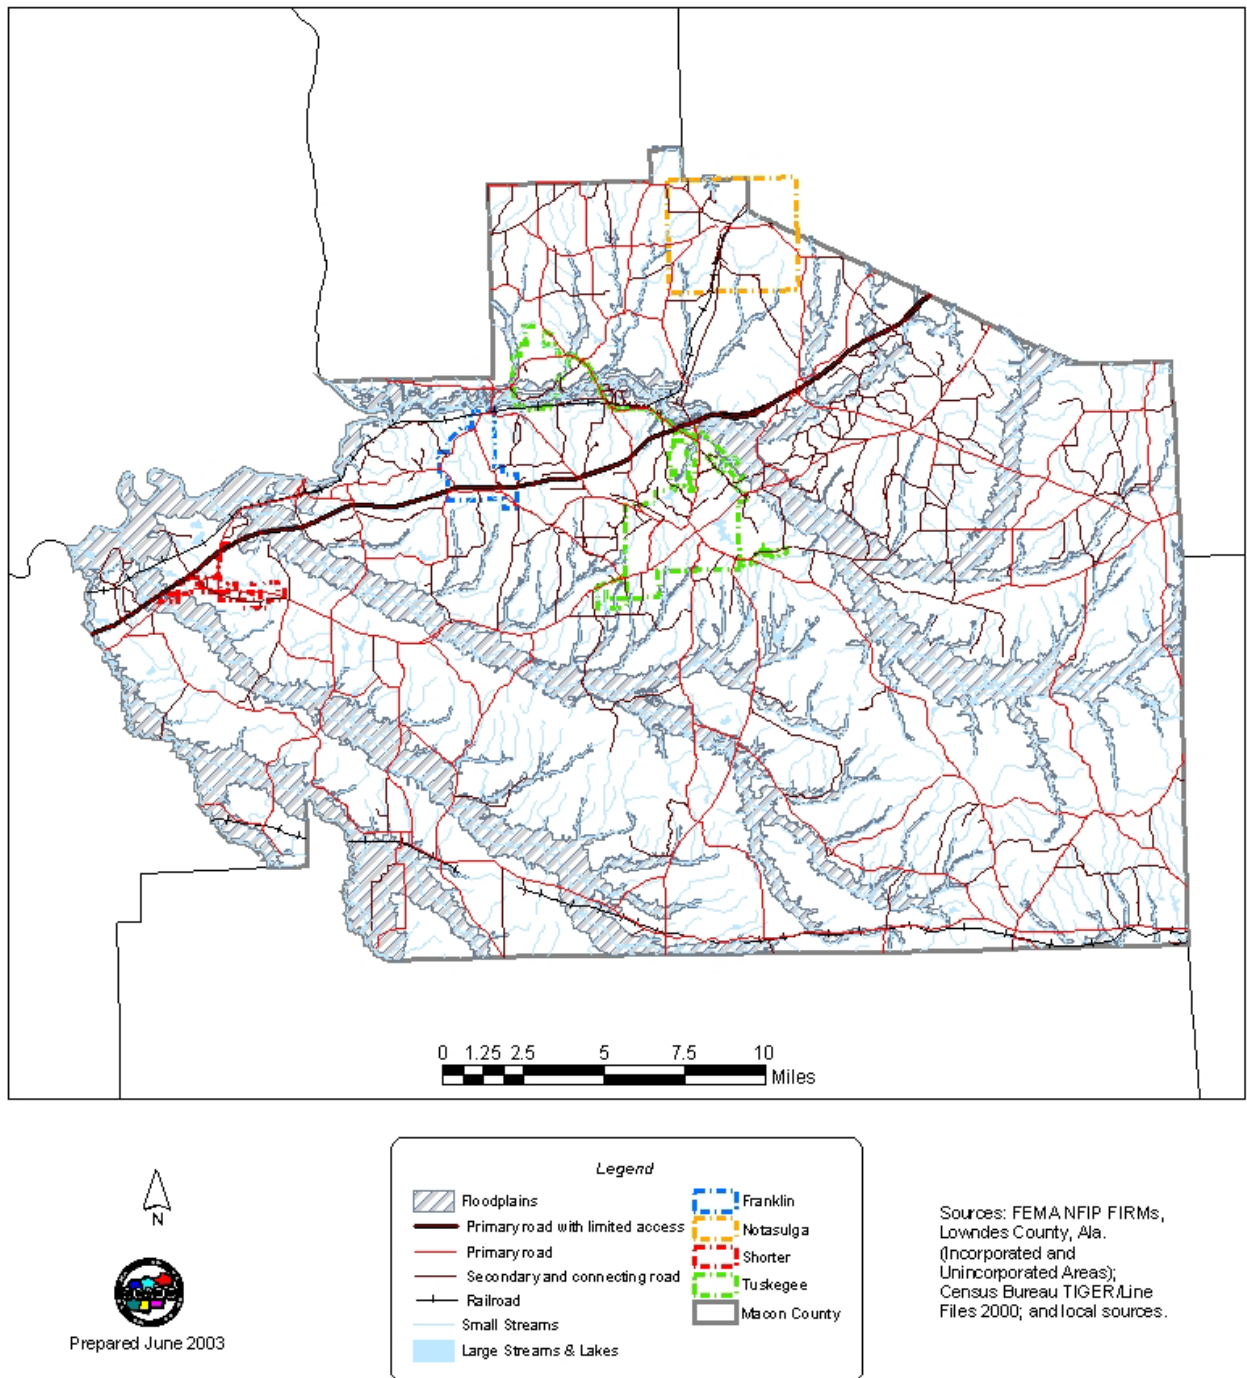 0 1.25 2.5 5 7.5 10
Miles
Legend
Floodplains
Primary road with limited access
Primary road
Secondary and connecting road
Railroad
Small Streams
Large Streams & Lakes
Franklin
Notasulga
Shorter
Tuskegee
Macon County
N
Prepared June 2003
Sources: FEMA NFIP FIRMs,
Lowndes County, Ala.
(Incorporated and
Unincorporated Areas);
Census Bureau TIGER/Line
Files 2000; and local sources.